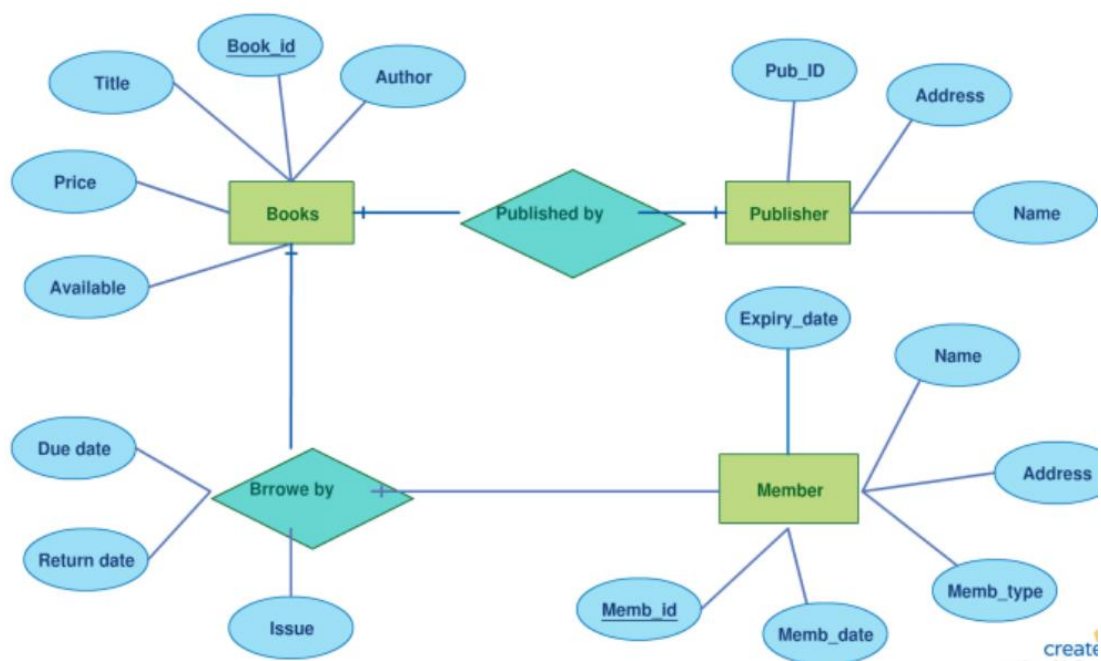 Book_id
Title
Author
Pub_ID
Address
Price
Books
Published by
Publisher
Name
Available
Expiry_date
Name
Due date
Brrowe by
Member
Address
Return date
Memb_type
Memb_id
Issue
Memb_date
create